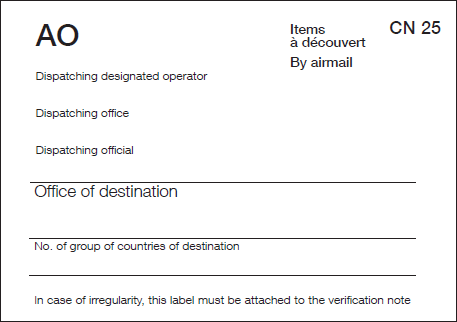 AO
Items
à découvert
By airmail
CN 25
Dispatching designated operator
Dispatching office
Dispatching official
Office of destination
No. of group of countries of destination
In case of irregularity, this label must be attached to the verification note